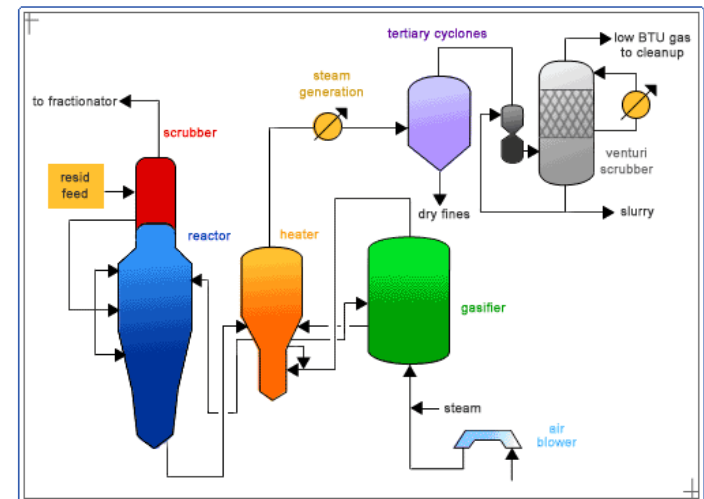 tertiary cyclones
low BTU gas
to cleanup
steam
generation
to fractionator
scrubber
resid
feed
venturi
scrubber
dry fines
slurry
reactor
heater
gasifier
steam
air
blower